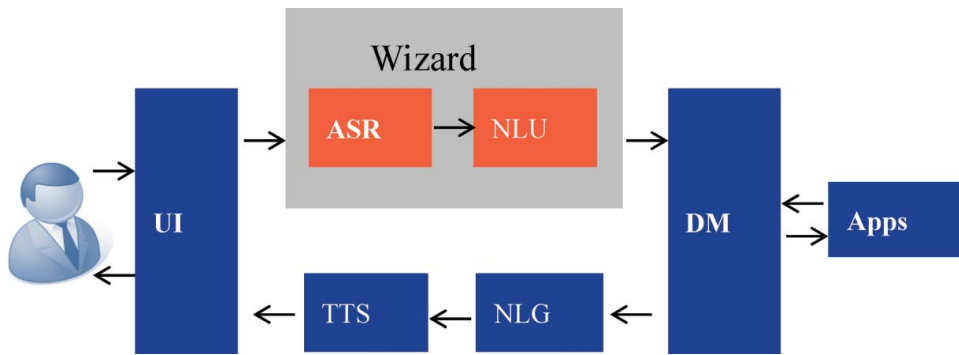 Wizard
ASR
NLU
UI
DM
Apps
TTS
NLG